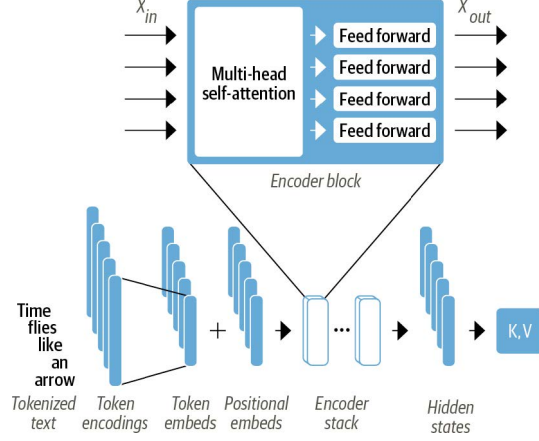 X_in
X_out
Multi-head
self-attention
Feed forward
Feed forward
Feed forward
Feed forward
Encoder block
Time
flies
like
an
arrow
+
...
K,V
Tokenized
text
Token
encodings
Token
embeds
Positional
embeds
Encoder
stack
Hidden
states